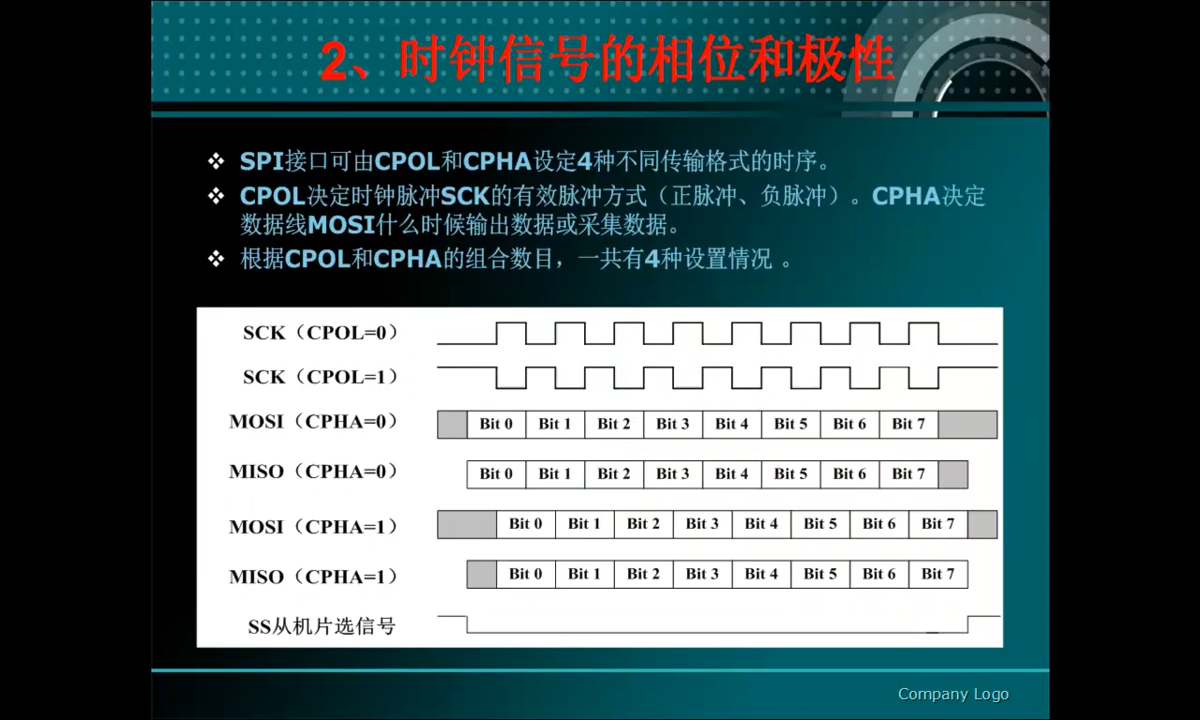 2、时钟信号的相位和极性
SPI接口可由CPOL和CPHA设定4种不同传输格式的时序。
CPOL决定时钟脉冲SCK的有效脉冲方式（正脉冲、负脉冲）。CPHA决定
数据线MOSI什么时候输出数据或采集数据。
根据CPOL和CPHA的组合数目，一共有4种设置情况 。
SCK（CPOL=0）
SCK（CPOL=1）
MOSI（CPHA=0） Bit 0 Bit 1 Bit 2 Bit 3 Bit 4 Bit 5 Bit 6 Bit 7
MISO（CPHA=0） Bit 0 Bit 1 Bit 2 Bit 3 Bit 4 Bit 5 Bit 6 Bit 7
MOSI（CPHA=1） Bit 0 Bit 1 Bit 2 Bit 3 Bit 4 Bit 5 Bit 6 Bit 7
MISO（CPHA=1） Bit 0 Bit 1 Bit 2 Bit 3 Bit 4 Bit 5 Bit 6 Bit 7
SS从机片选信号
Company Logo